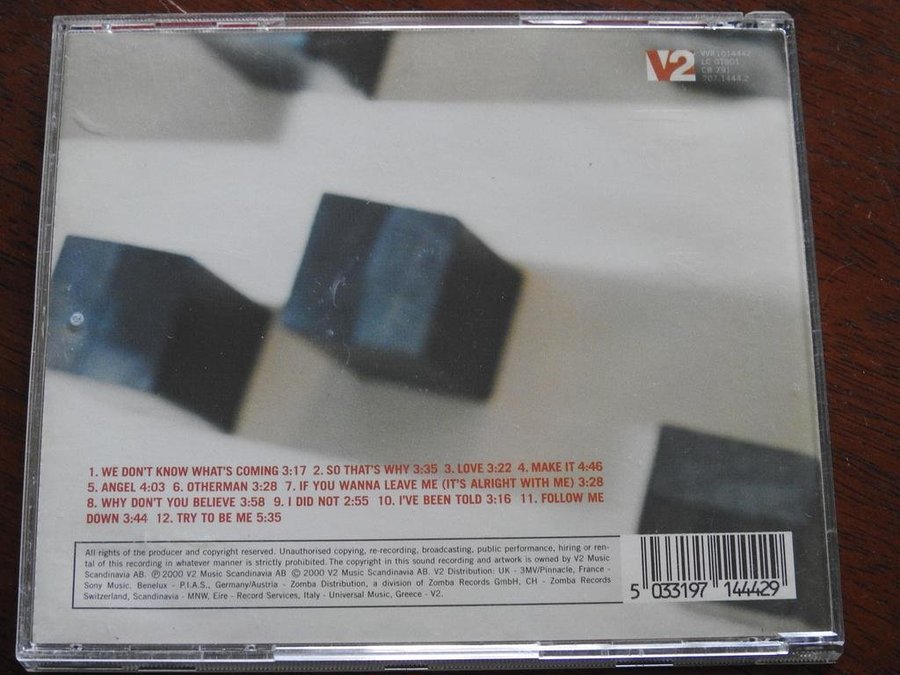 V2
VVR1014442
LC 01801
CB 791
207.1444.2
1. WE DON'T KNOW WHAT'S COMING 3:17 2. SO THAT'S WHY 3:35 3. LOVE 3:22 4. MAKE IT 4:46
5. ANGEL 4:03 6. OTHERMAN 3:28 7. IF YOU WANNA LEAVE ME (IT'S ALRIGHT WITH ME) 3:28
8. WHY DON'T YOU BELIEVE 3:58 9. I DID NOT 2:55 10. I'VE BEEN TOLD 3:16 11. FOLLOW ME
DOWN 3:44 12. TRY TO BE ME 5:35
All rights of the producer and copyright reserved. Unauthorised copying, re-recording, broadcasting, public performance, hiring or ren-
tal of this recording in whatever manner is strictly prohibited. The copyright in this sound recording and artwork is owned by V2 Music
Scandinavia AB. ℗ 2000 V2 Music Scandinavia AB © 2000 V2 Music Scandinavia AB. V2 Distribution: UK - 3MV/Pinnacle, France -
Sony Music. Benelux - P.I.A.S., Germany/Austria - Zomba Distribution, a division of Zomba Records GmbH, CH - Zomba Records
Switzerland, Scandinavia - MNW, Eire - Record Services, Italy - Universal Music, Greece - V2.
5 033197 144429